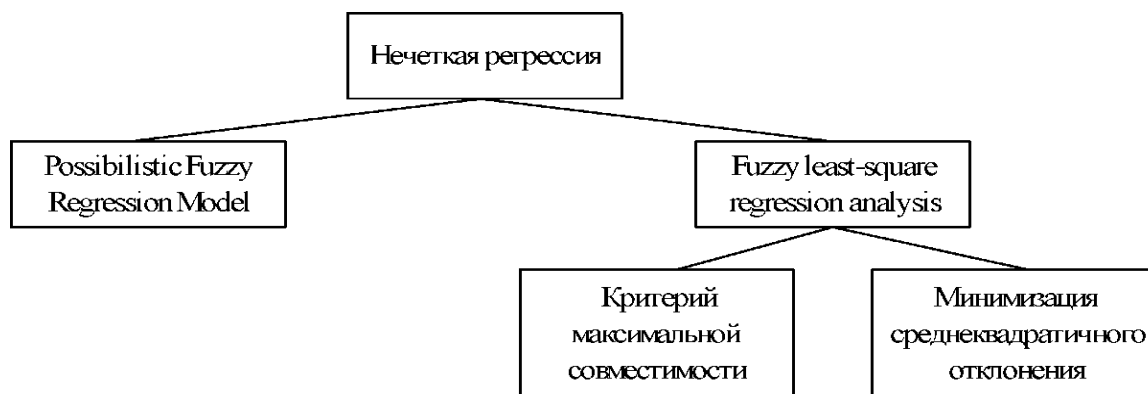 Нечеткая регрессия
Possibilistic Fuzzy
Regression Model
Fuzzy least-square
regression analysis
Критерий
максимальной
совместимости
Минимизация
среднеквадратичного
отклонения